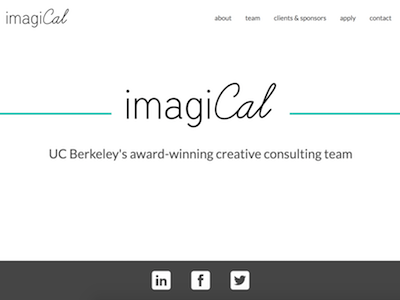 imagiCal
about team clients & sponsors apply contact
imagiCal
UC Berkeley's award-winning creative consulting team
in f